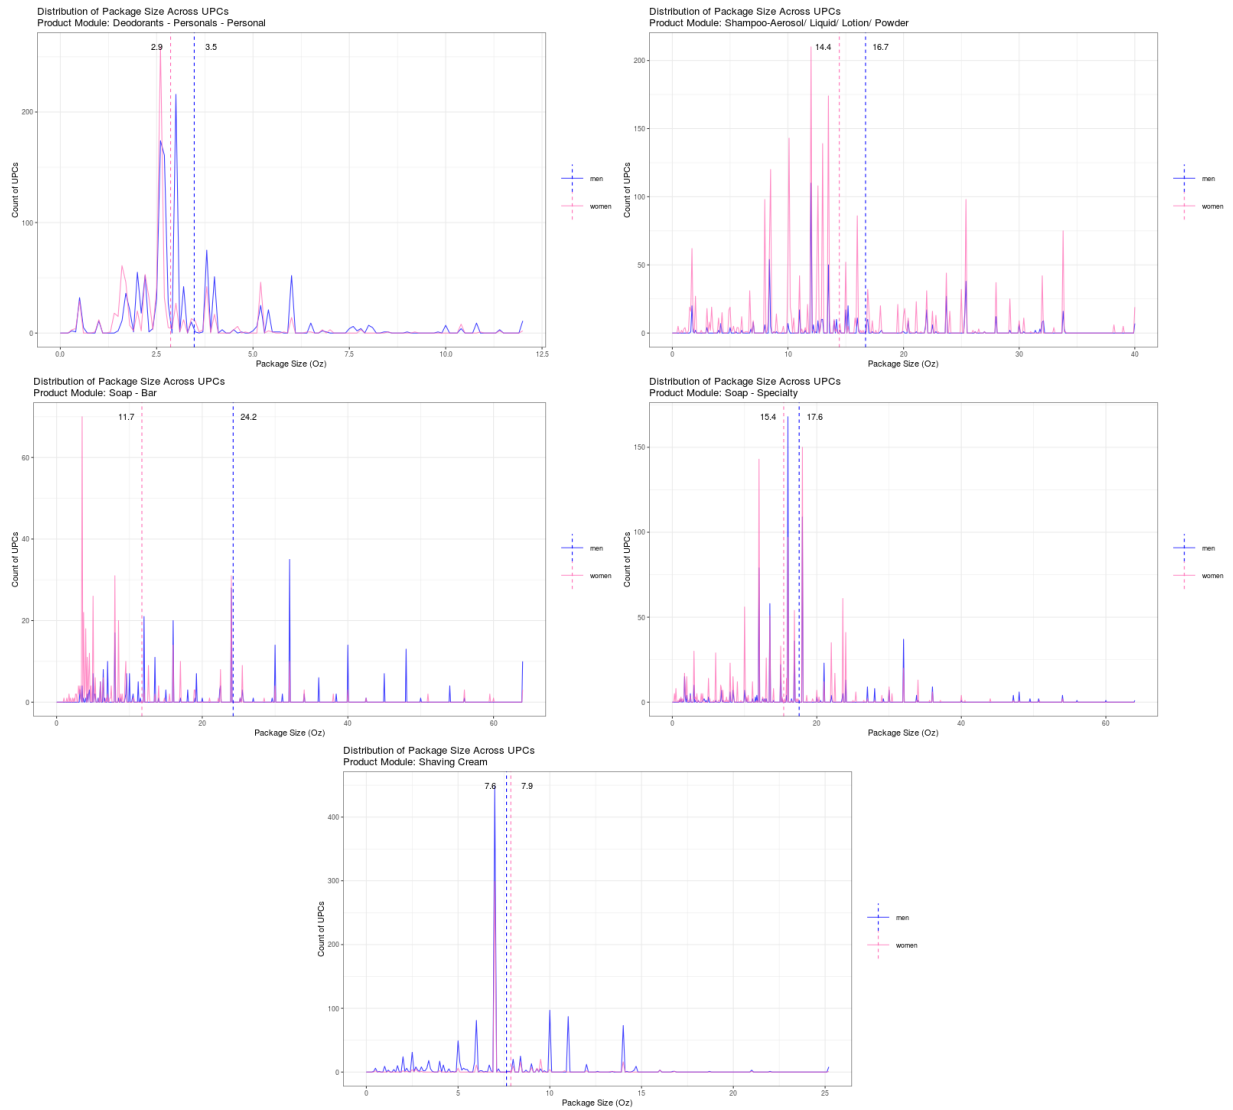 Distribution of Package Size Across UPCs
Product Module: Deodorants - Personals - Personal
2.9
3.5
200
100
0
Count of UPCs
0.0
2.5
5.0
7.5
10.0
12.5
Package Size (Oz)
men
women
Distribution of Package Size Across UPCs
Product Module: Shampoo-Aerosol/ Liquid/ Lotion/ Powder
14.4
16.7
200
150
100
50
0
Count of UPCs
0
10
20
30
40
Package Size (Oz)
men
women
Distribution of Package Size Across UPCs
Product Module: Soap - Bar
11.7
24.2
60
40
20
0
Count of UPCs
0
20
40
60
Package Size (Oz)
men
women
Distribution of Package Size Across UPCs
Product Module: Soap - Specialty
15.4
17.6
150
100
50
0
Count of UPCs
0
20
40
60
Package Size (Oz)
men
women
Distribution of Package Size Across UPCs
Product Module: Shaving Cream
7.6
7.9
400
300
200
100
0
Count of UPCs
0
5
10
15
20
25
Package Size (Oz)
men
women